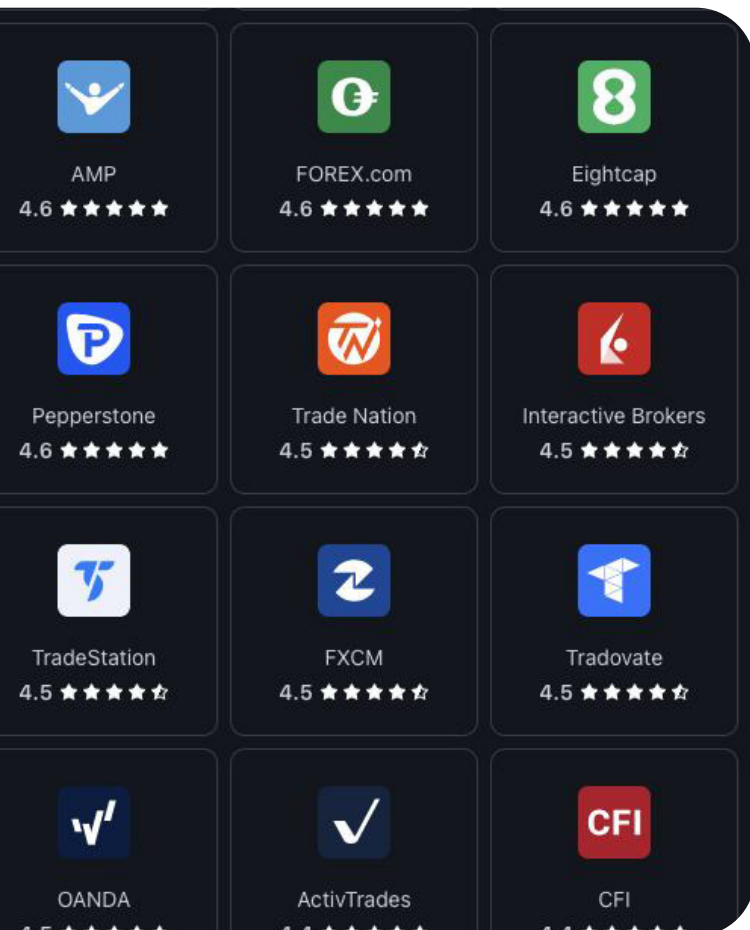 AMP
4.6
FOREX.com
4.6
Eightcap
4.6
Pepperstone
4.6
Trade Nation
4.5
Interactive Brokers
4.5
TradeStation
4.5
FXCM
4.5
Tradovate
4.5
OANDA
ActivTrades
CFI
CFI